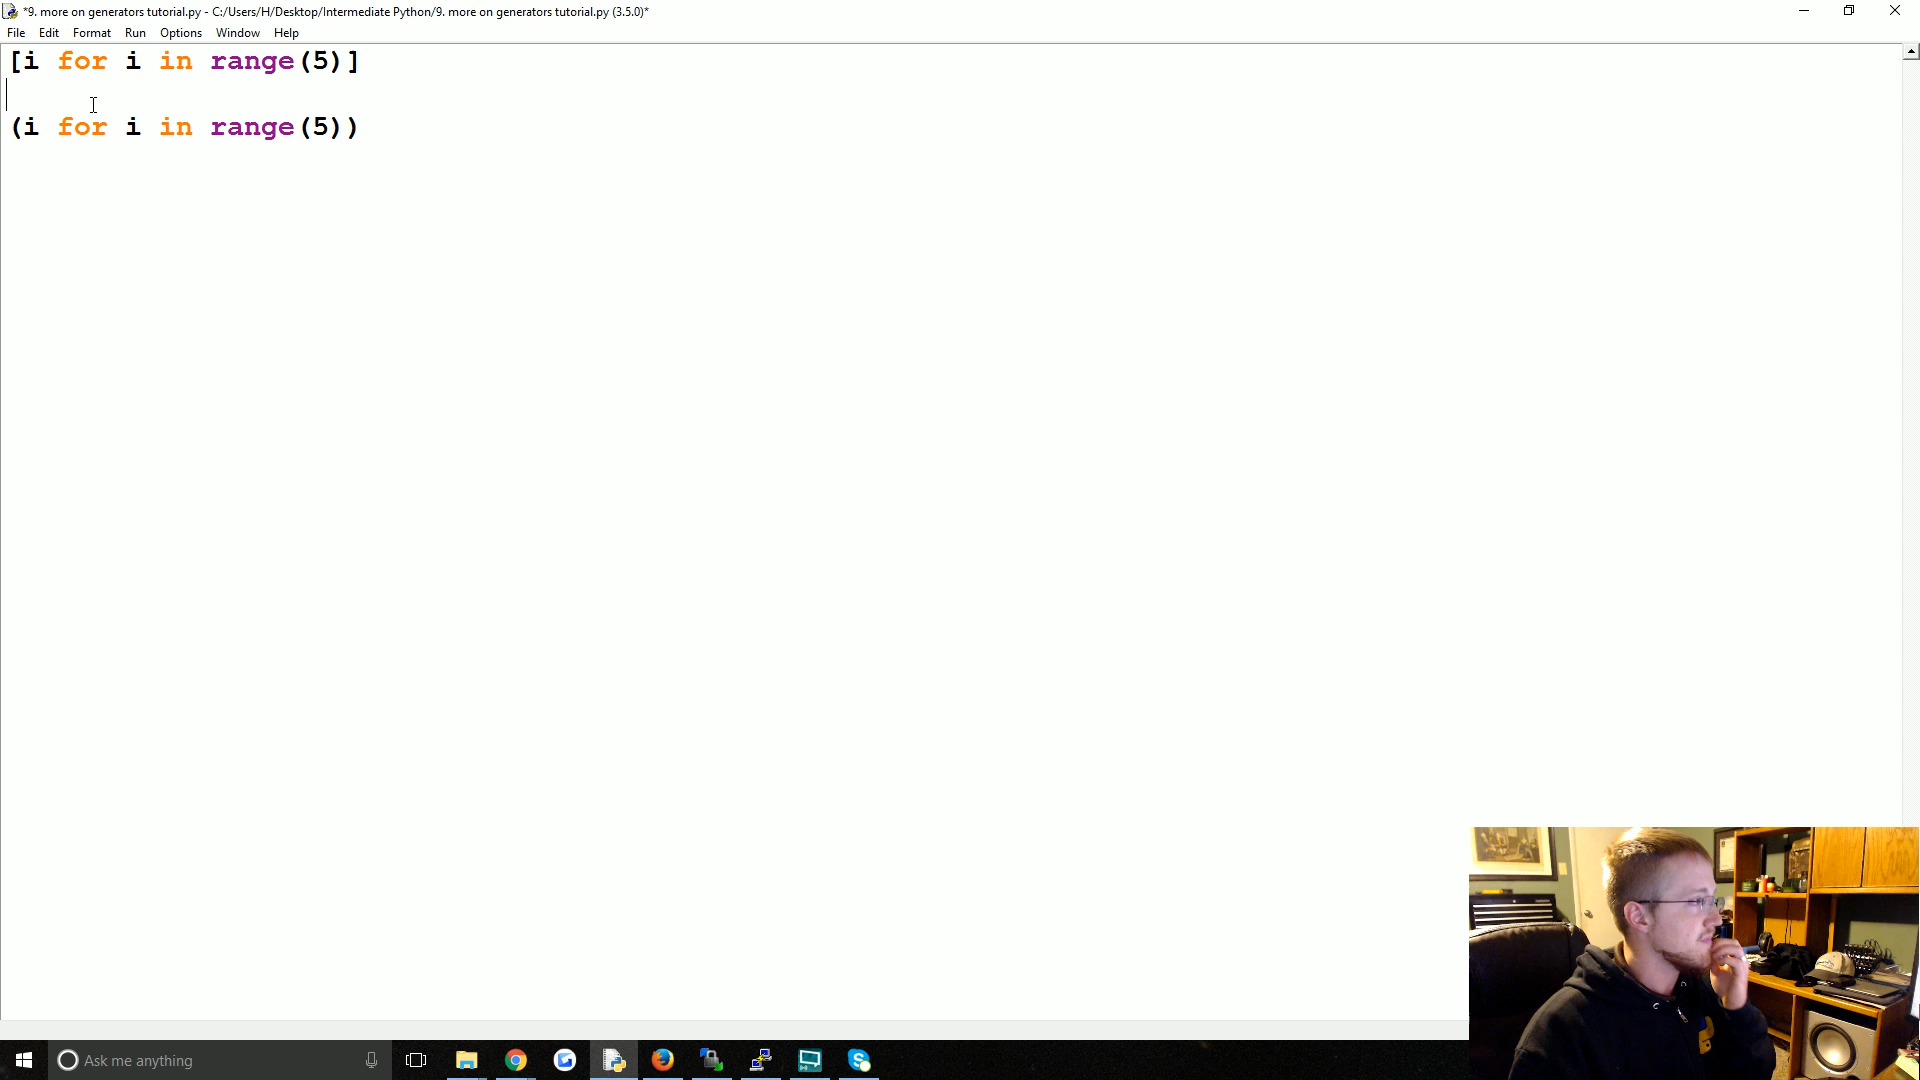 *9. more on generators tutorial.py - C:/Users/H/Desktop/Intermediate Python/9. more on generators tutorial.py (3.5.0)*
File Edit Format Run Options Window Help
[i for i in range(5)]
(i for i in range(5))
Ask me anything